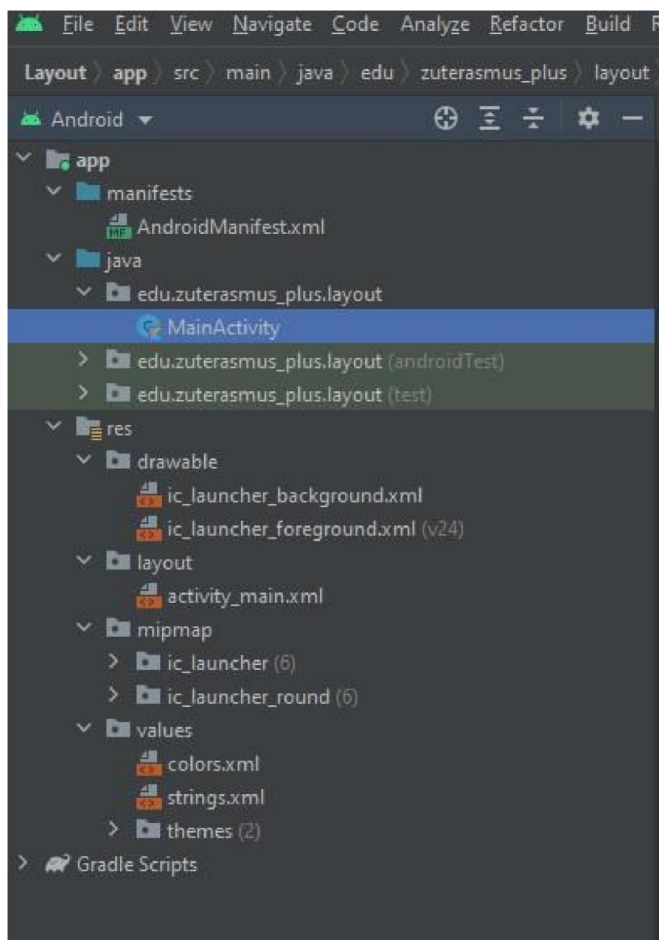 File Edit View Navigate Code Analyze Refactor Build R
Layout app src main java edu zuterasmus_plus layout
Android
app
manifests
MF AndroidManifest.xml
java
edu.zuterasmus_plus.layout
MainActivity
edu.zuterasmus_plus.layout (androidTest)
edu.zuterasmus_plus.layout (test)
res
drawable
ic_launcher_background.xml
ic_launcher_foreground.xml (v24)
layout
activity_main.xml
mipmap
ic_launcher (6)
ic_launcher_round (6)
values
colors.xml
strings.xml
themes (2)
Gradle Scripts